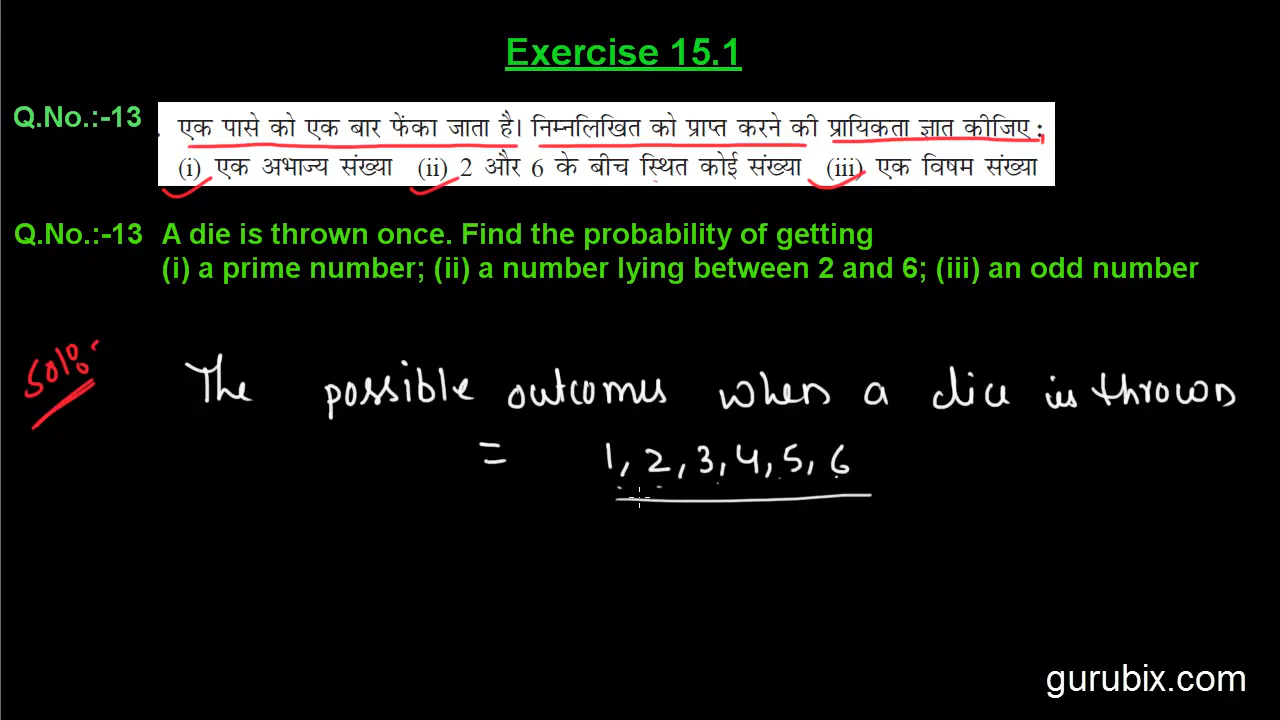 Exercise 15.1
Q.No.:-13 एक पासे को एक बार फेंका जाता है। निम्नलिखित को प्राप्त करने की प्रायिकता ज्ञात कीजिए :
(i) एक अभाज्य संख्या (ii) 2 और 6 के बीच स्थित कोई संख्या (iii) एक विषम संख्या
Q.No.:-13 A die is thrown once. Find the probability of getting
(i) a prime number; (ii) a number lying between 2 and 6; (iii) an odd number
Soln. The possible outcomes when a dice is thrown
= 1, 2, 3, 4, 5, 6
gurubix.com